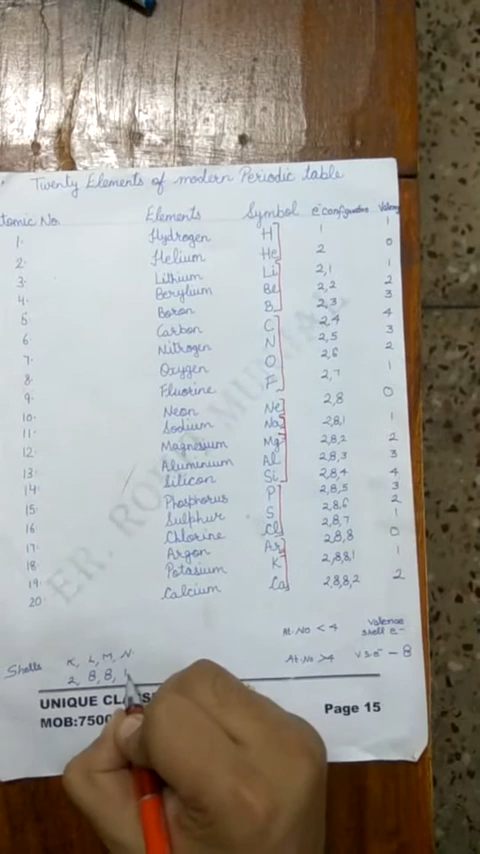 Twenty Elements of modern Periodic table
tomic No. Elements Symbol e⁻ configuration Valency
1. Hydrogen H 1 1
2. Helium He 2 0
3. Lithium Li 2,1 1
4. Berylium Be 2,2 2
5 Boron B 2,3 3
6 Carbon C 2,4 4
7. Nitrogen N 2,5 3
8. Oxygen O 2,6 2
9. Fluorine F 2,7 1
10. Neon Ne 2,8 0
11. Sodium Na 2,8,1 1
12. Magnesium Mg 2,8,2 2
13. Aluminium Al 2,8,3 3
14. Silicon Si 2,8,4 4
15. Phosphorus P 2,8,5 3
16 Sulphur S 2,8,6 2
17. Chlorine Cl 2,8,7 1
18. Argon Ar 2,8,8 0
19. Potasium K 2,8,8,1 1
20. Calcium Ca 2,8,8,2 2
At. No < 4 Valence shell e-
At. No >4 V.S.e⁻ - 8
Shells K, L, M, N
2, 8, 8, 1
UNIQUE CLAS
MOB:750
Page 15
ER. RO